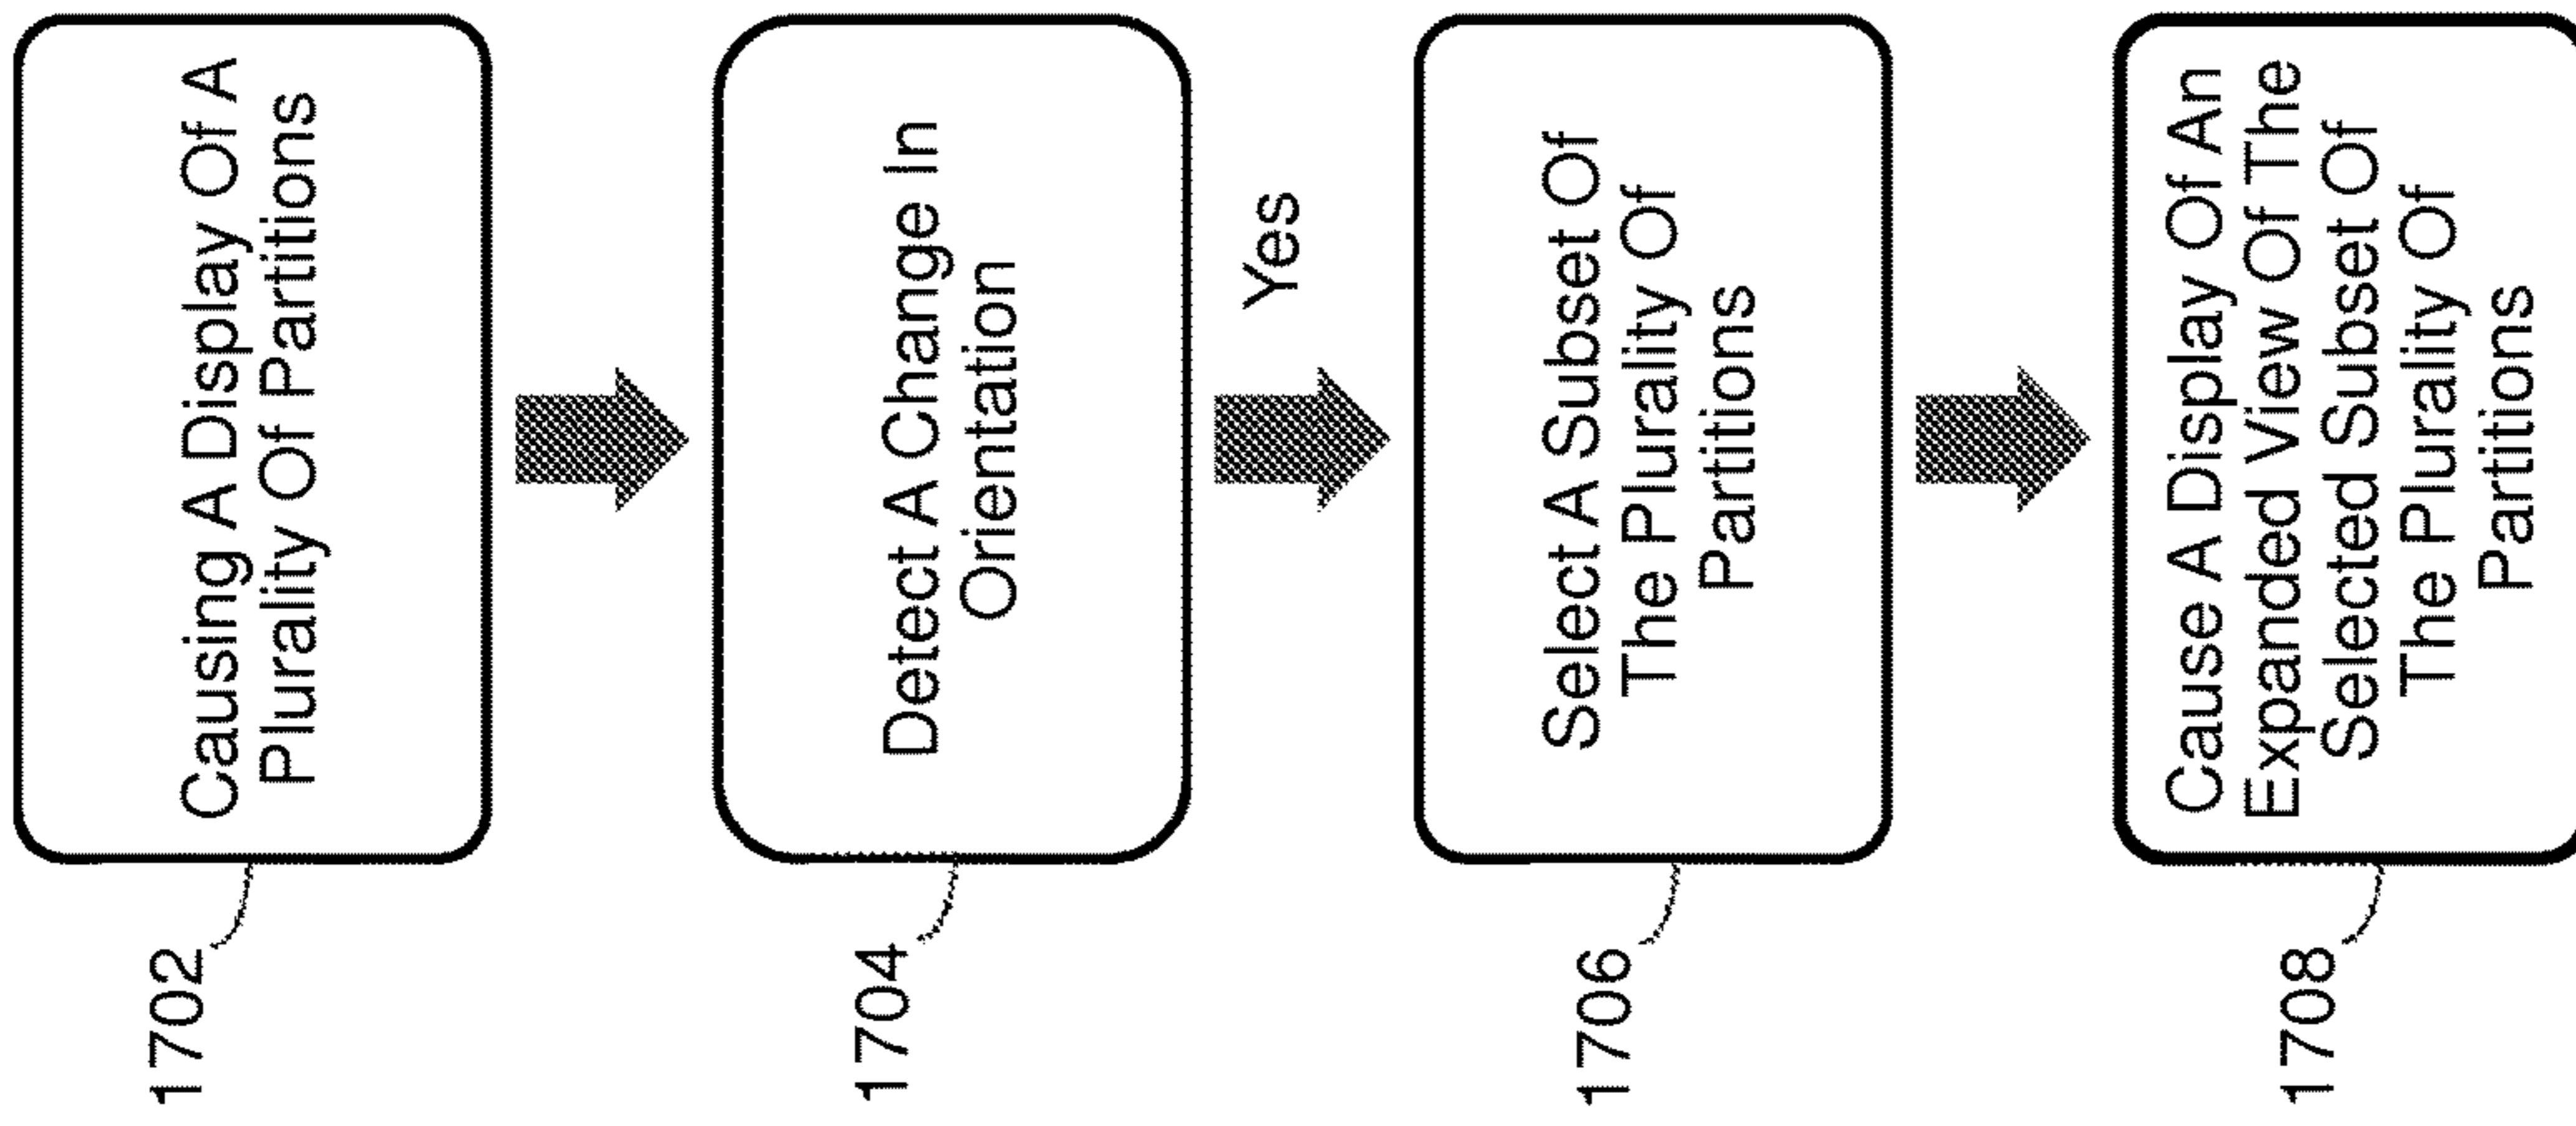 1702
Causing A Display Of A
Plurality Of Partitions
1704
Detect A Change In
Orientation
Yes
1706
Select A Subset Of
The Plurality Of
Partitions
1708
Cause A Display Of An
Expanded View Of The
Selected Subset Of
The Plurality Of
Partitions